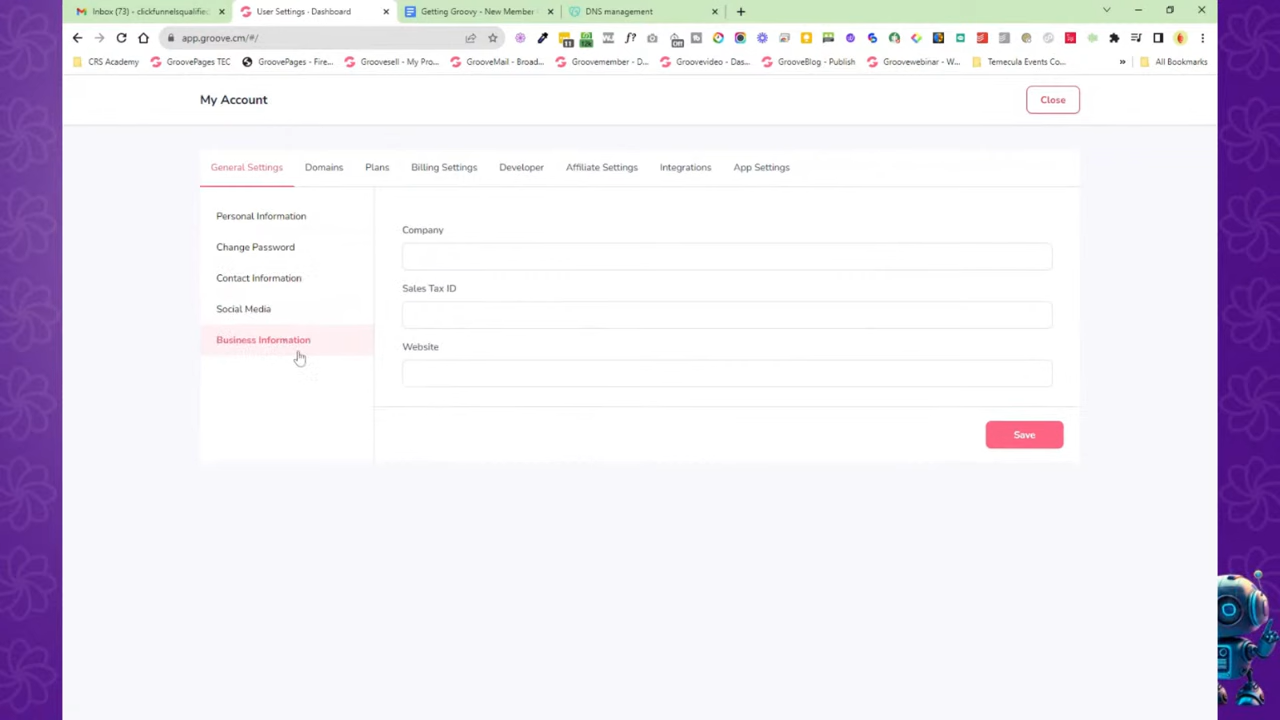 Inbox (73) - clickfunnelsqualified
User Settings - Dashboard
Getting Groovy - New Member
DNS management
app.groove.cm/#/
CRS Academy
GroovePages TEC
GroovePages - Fire...
Groovesell - My Pro...
GrooveMail - Broad...
Groovemember - D...
Groovevideo - Das...
GrooveBlog - Publish
Groovewebinar - W...
Temecula Events Co...
»
All Bookmarks
My Account
Close
General Settings
Domains
Plans
Billing Settings
Developer
Affiliate Settings
Integrations
App Settings
Personal Information
Change Password
Contact Information
Social Media
Business Information
Company
Sales Tax ID
Website
Save